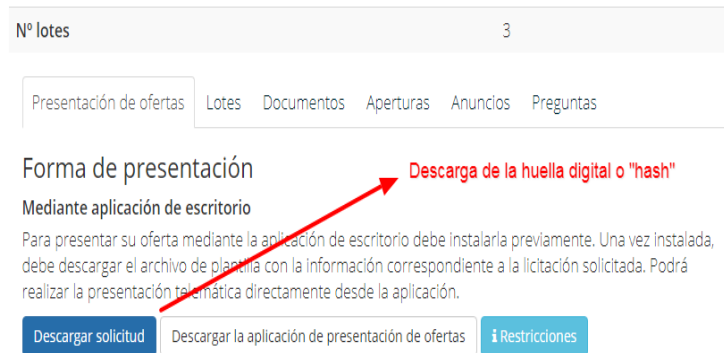 Nº lotes 3
Presentación de ofertas Lotes Documentos Aperturas Anuncios Preguntas
Forma de presentación
Descarga de la huella digital o "hash"
Mediante aplicación de escritorio
Para presentar su oferta mediante la aplicación de escritorio debe instalarla previamente. Una vez instalada,
debe descargar el archivo de plantilla con la información correspondiente a la licitación solicitada. Podrá
realizar la presentación telemática directamente desde la aplicación.
Descargar solicitud Descargar la aplicación de presentación de ofertas i Restricciones